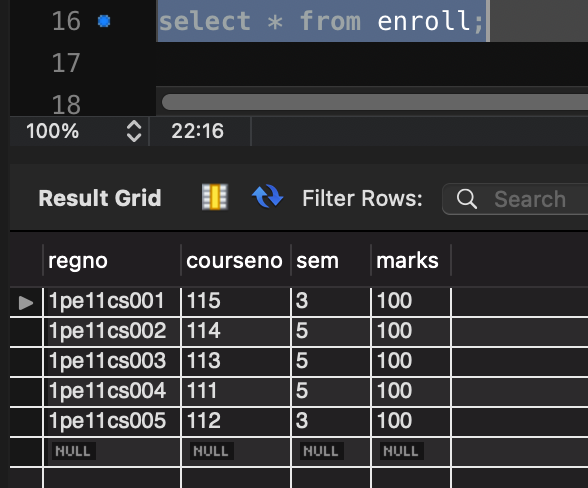 16 select * from enroll;
17
18
100% 22:16
Result Grid Filter Rows: Search
regno courseno sem marks
1pe11cs001 115 3 100
1pe11cs002 114 5 100
1pe11cs003 113 5 100
1pe11cs004 111 5 100
1pe11cs005 112 3 100
NULL NULL NULL NULL